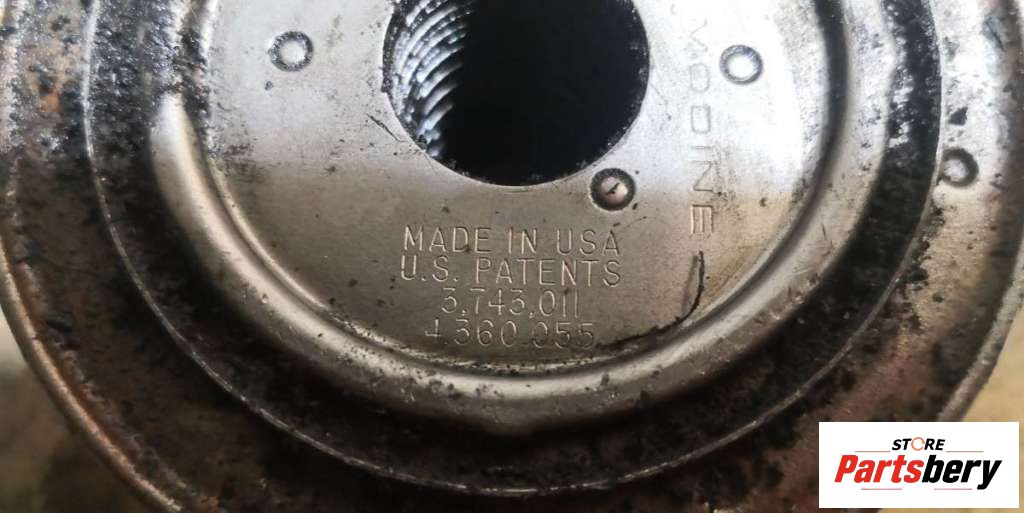 MODINE
MADE IN USA
U.S. PATENTS
3,743,011
4,360,055
STORE
Partsbery